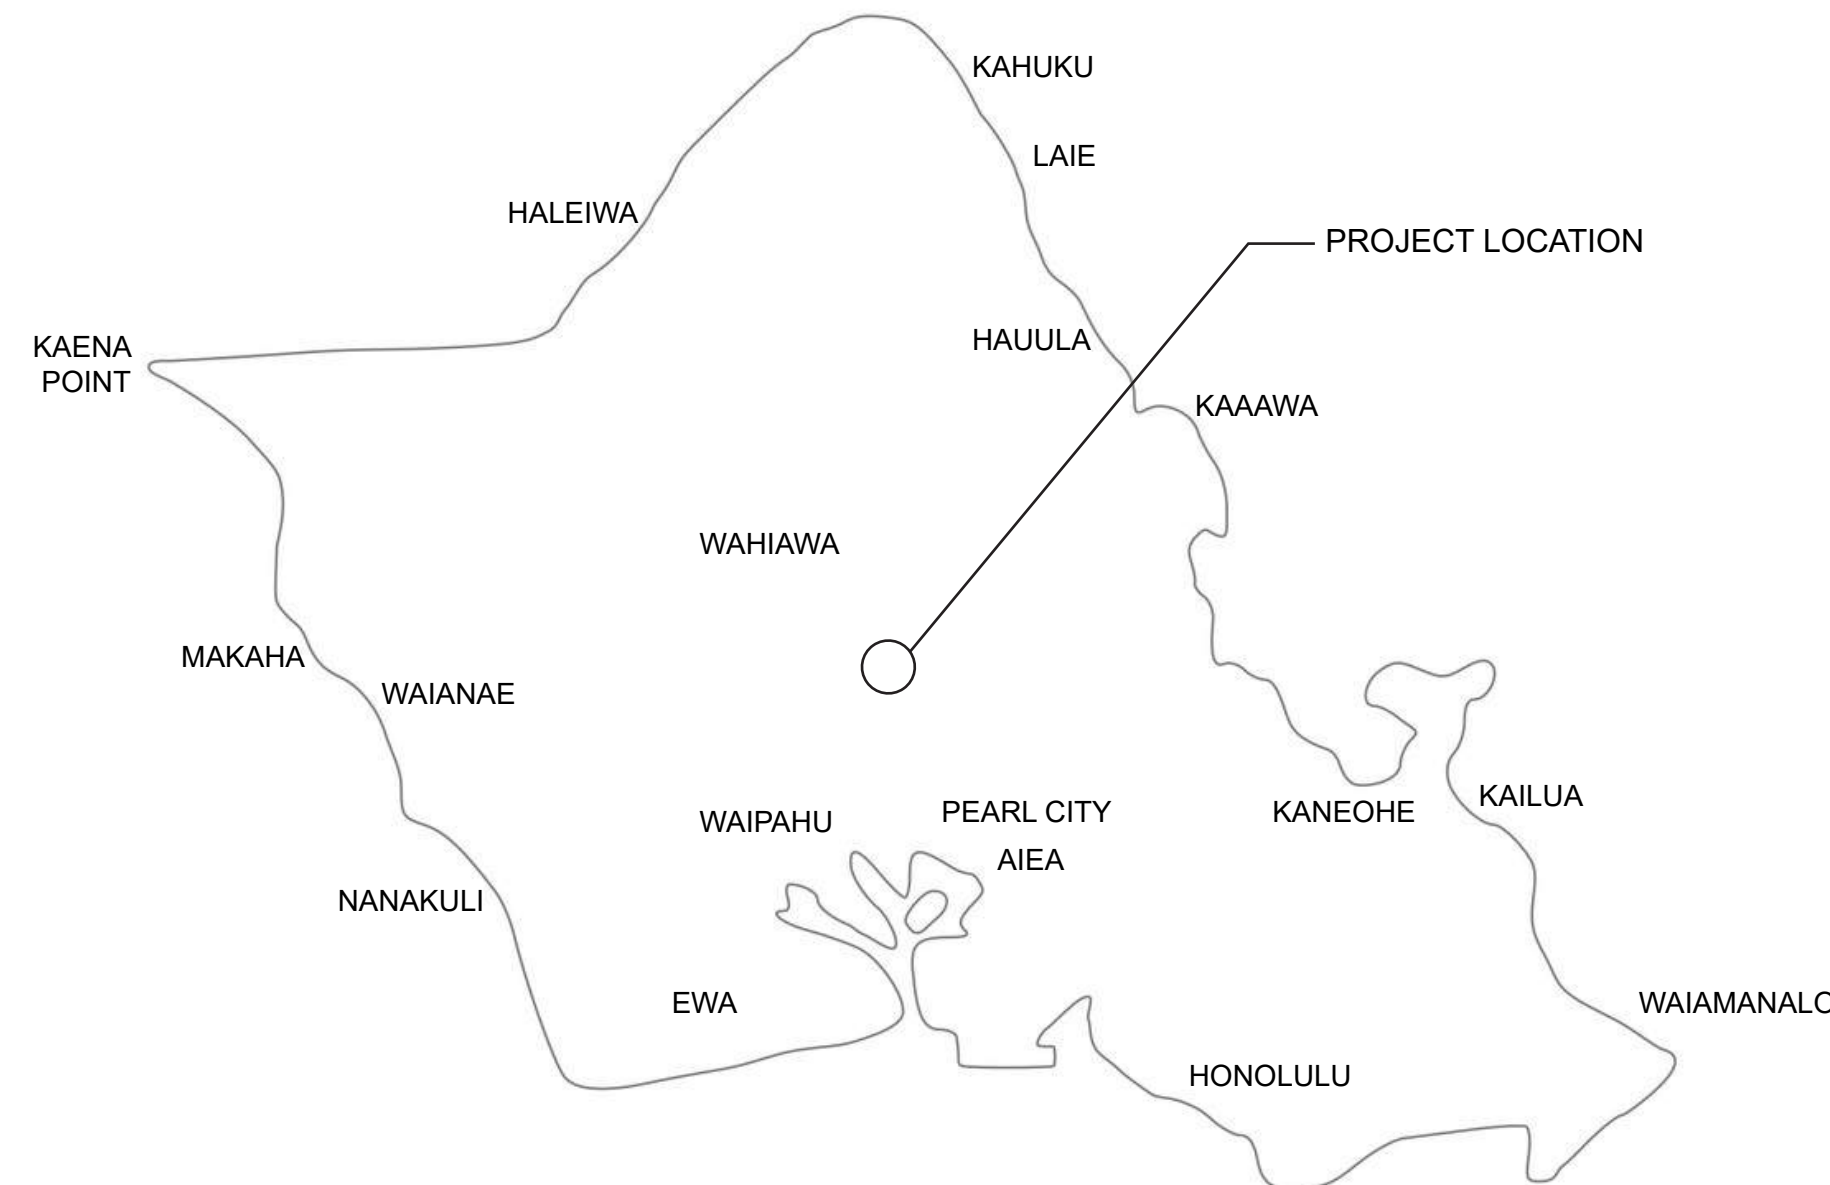 KAHUKU
LAIE
HALEIWA
PROJECT LOCATION
HAUULA
KAENA
POINT
KAAAWA
WAHIAWA
MAKAHA
WAIANAE
KAILUA
WAIPAHU
PEARL CITY
KANEOHE
AIEA
NANAKULI
EWA
WAIAMANALO
HONOLULU